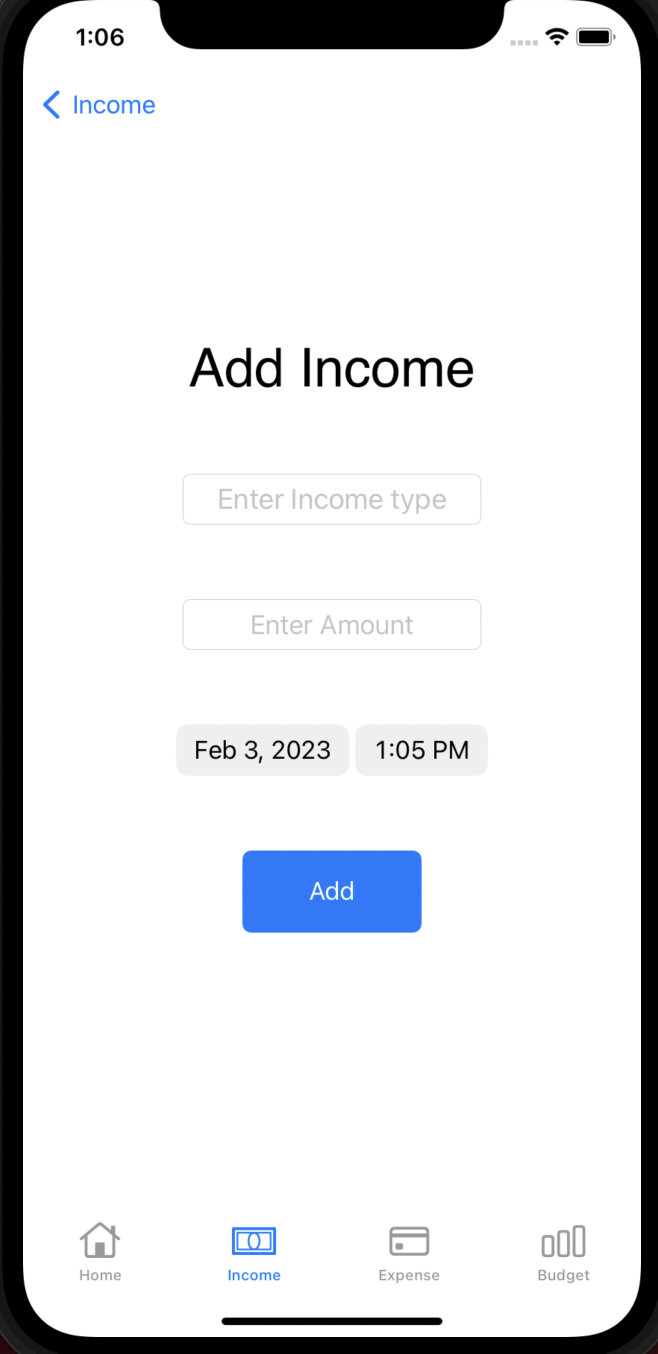 1:06
Income
Add Income
Enter Income type
Enter Amount
Feb 3, 2023 1:05 PM
Add
Home Income Expense Budget